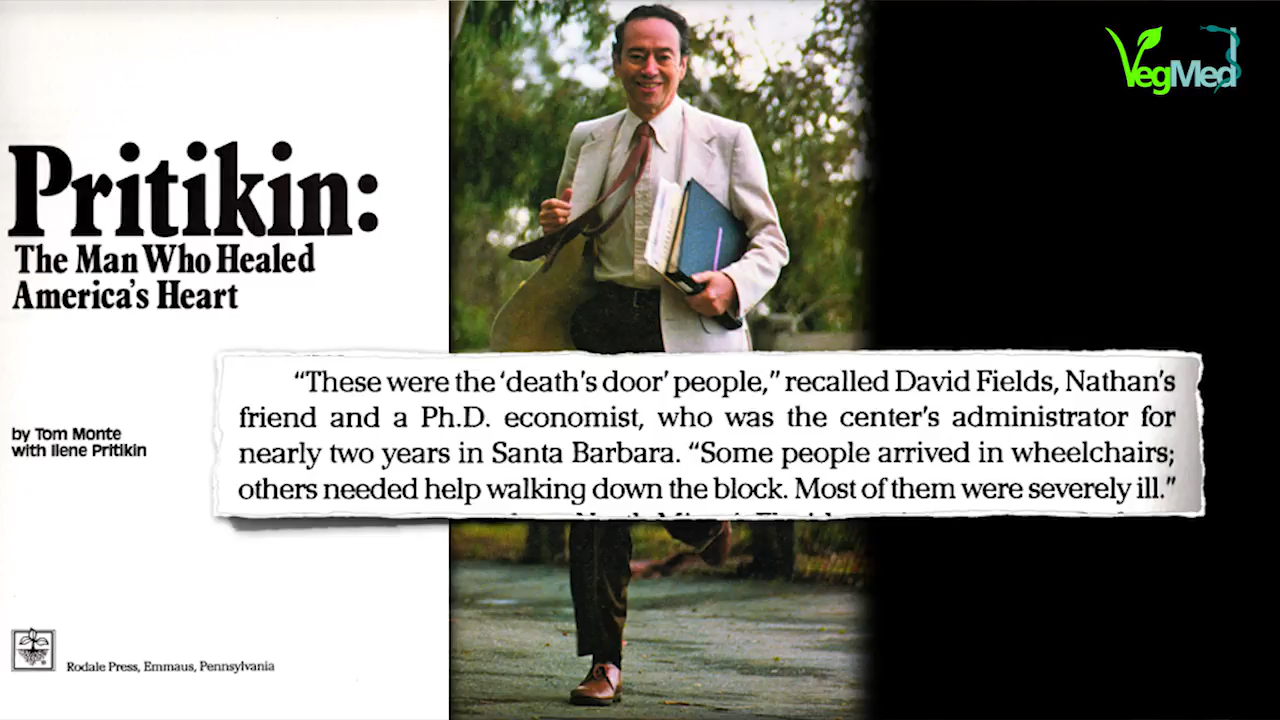 VegMed
Pritikin:
The Man Who Healed
America's Heart
by Tom Monte
with Ilene Pritikin
"These were the 'death's door' people," recalled David Fields, Nathan's
friend and a Ph.D. economist, who was the center's administrator for
nearly two years in Santa Barbara. "Some people arrived in wheelchairs;
others needed help walking down the block. Most of them were severely ill."
Rodale Press, Emmaus, Pennsylvania